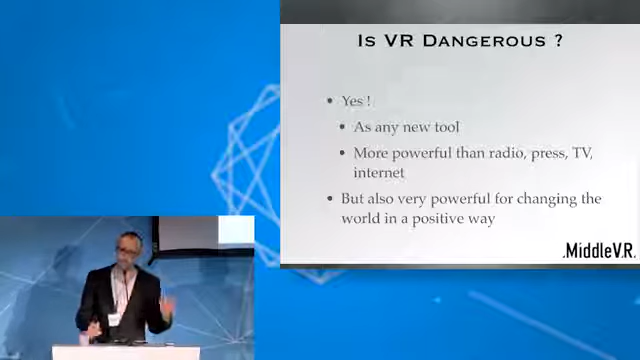 Is VR Dangerous ?
Yes !
As any new tool
More powerful than radio, press, TV,
internet
But also very powerful for changing the
world in a positive way
.MiddleV.R.